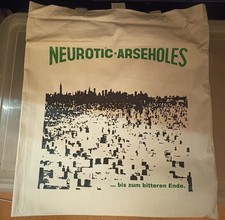 NEUROTIC·ARSEHOLES
... bis zum bitteren Ende.